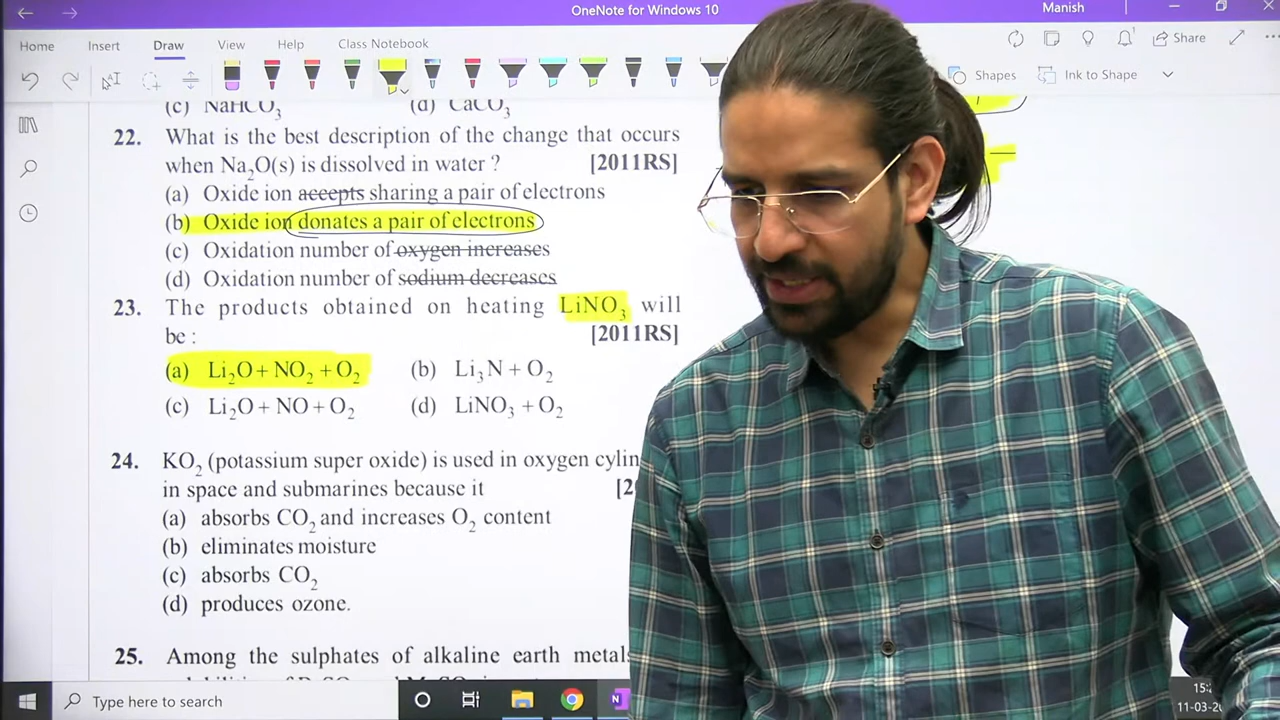 OneNote for Windows 10
Manish
Home Insert Draw View Help Class Notebook
Share
Shapes Ink to Shape
(c) NaHCO₃ (d) CaCO₃
22. What is the best description of the change that occurs
when Na₂O(s) is dissolved in water ? [2011RS]
(a) Oxide ion accepts sharing a pair of electrons
(b) Oxide ion donates a pair of electrons
(c) Oxidation number of oxygen increases
(d) Oxidation number of sodium decreases
23. The products obtained on heating LiNO₃ will
be : [2011RS]
(a) Li₂O + NO₂ + O₂ (b) Li₃N + O₂
(c) Li₂O + NO + O₂ (d) LiNO₃ + O₂
24. KO₂ (potassium super oxide) is used in oxygen cylin
in space and submarines because it [2
(a) absorbs CO₂ and increases O₂ content
(b) eliminates moisture
(c) absorbs CO₂
(d) produces ozone.
25. Among the sulphates of alkaline earth metals
Type here to search
15:
11-03-2